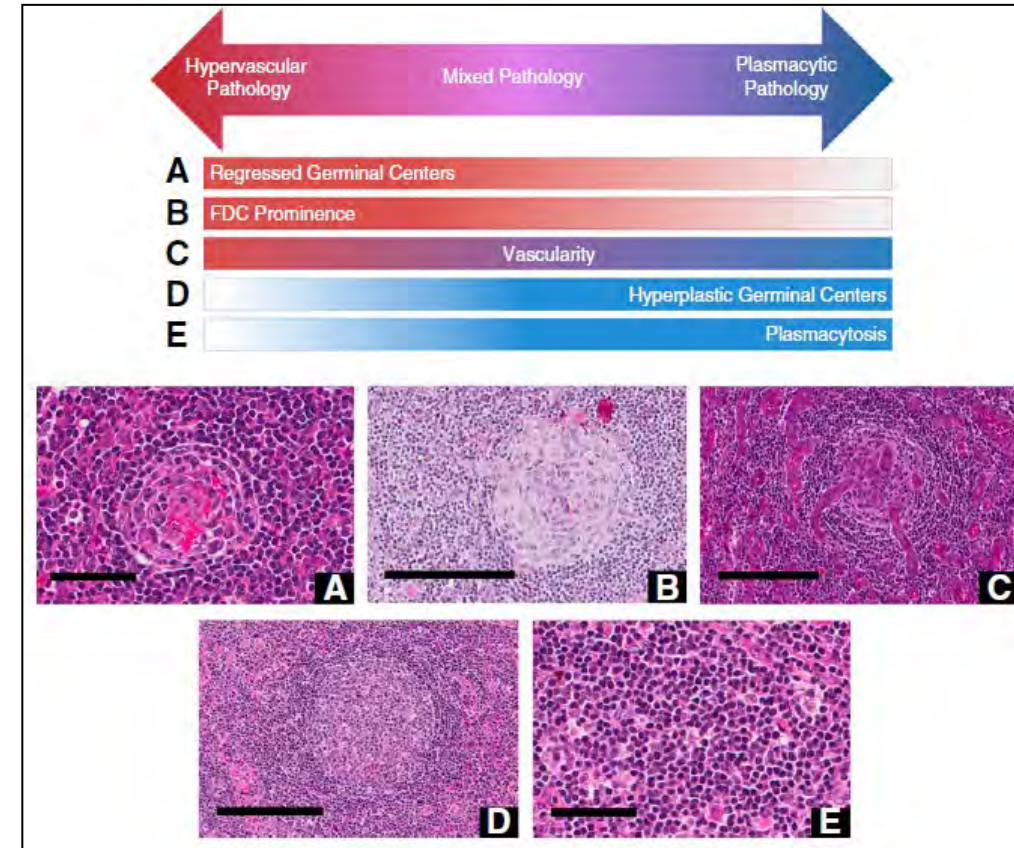 Hypervascular
Pathology
Mixed Pathology
Plasmacytic
Pathology
A Regressed Germinal Centers
B FDC Prominence
C Vascularity
D Hyperplastic Germinal Centers
E Plasmacytosis
A
B
C
D
E